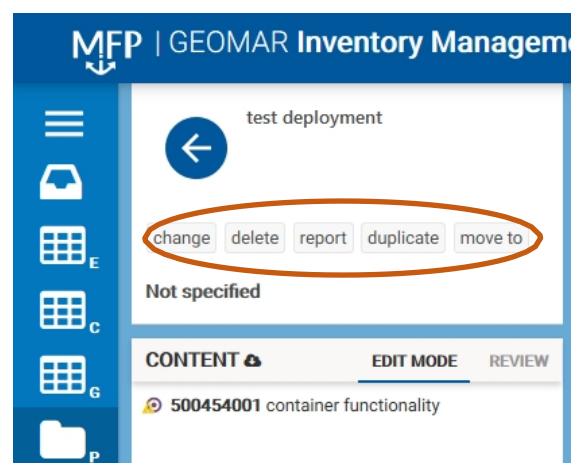 MFP | GEOMAR Inventory Managem
test deployment
change delete report duplicate move to
E
Not specified
C
CONTENT EDIT MODE REVIEW
G
500454001 container functionality
P